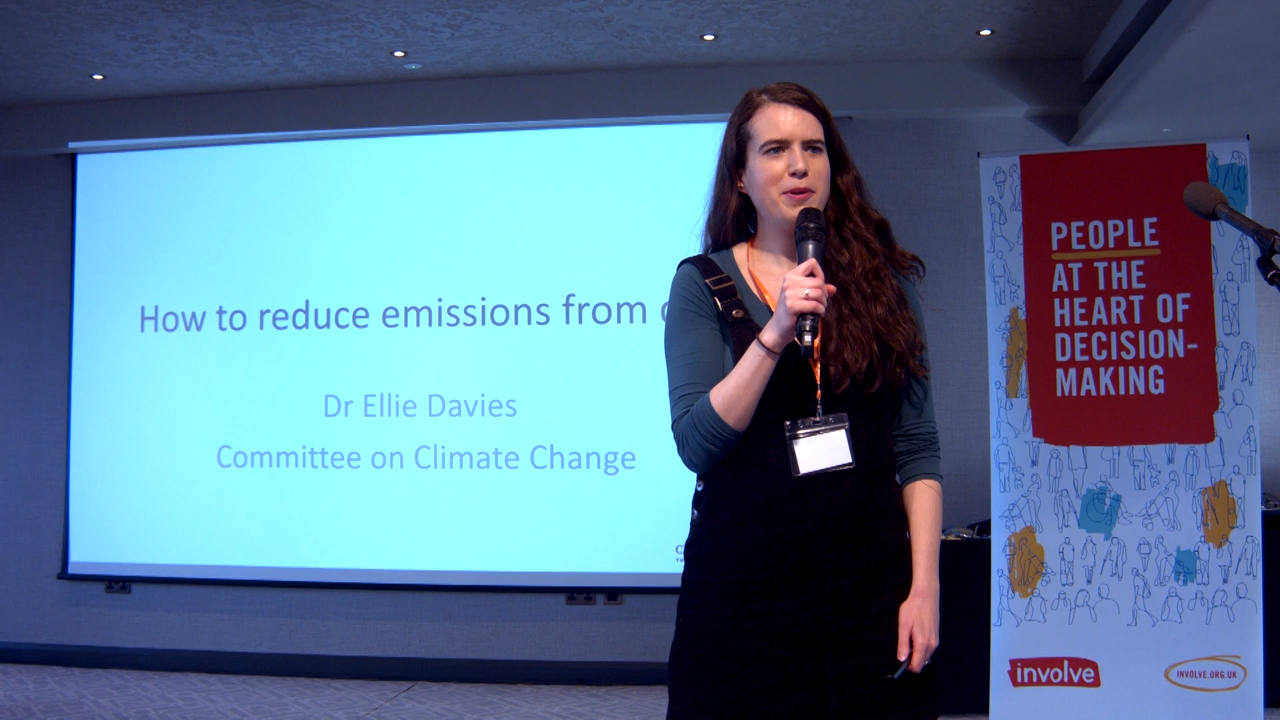 How to reduce emissions from
Dr Ellie Davies
Committee on Climate Change
PEOPLE
AT THE
HEART OF
DECISION-
MAKING
involve
INVOLVE.ORG.UK